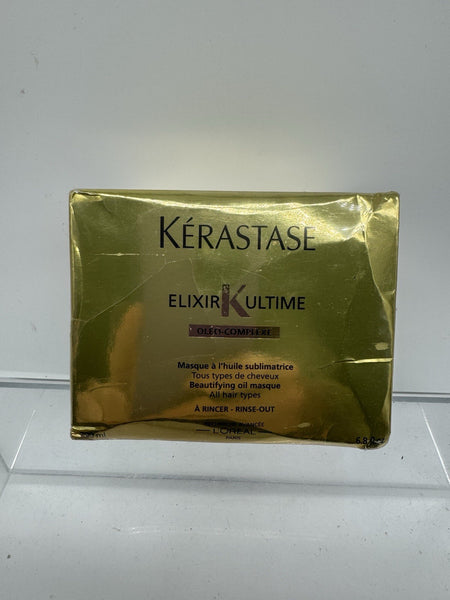 KÉRASTASE
ELIXIR K ULTIME
OLÉO-COMPLEXE
Masque à l'huile sublimatrice
Tous types de cheveux
Beautifying oil masque
All hair types
À RINCER - RINSE-OUT
L'ORÉAL
PARIS